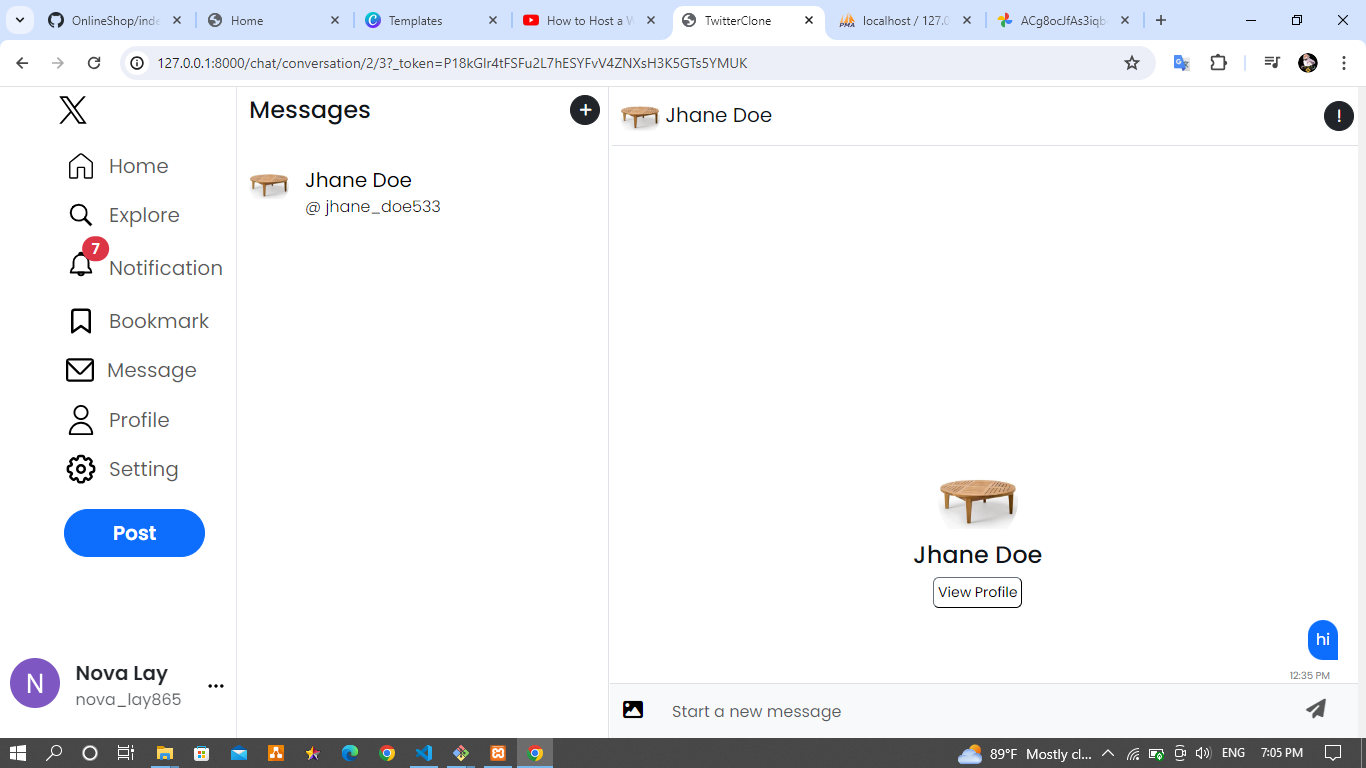 OnlineShop/inde
Home
Templates
How to Host a W
TwitterClone
PMA
localhost / 127.0
ACg8ocJfAs3iqb
127.0.0.1:8000/chat/conversation/2/3?_token=P18kGIr4tFSFu2L7hESYFvV4ZNXsH3K5GTs5YMUK
Messages
+
Jhane Doe
!
Home
Explore
7
Notification
Bookmark
Message
Profile
Setting
Post
Jhane Doe
@ jhane_doe533
Jhane Doe
View Profile
hi
12:35 PM
N
Nova Lay
nova_lay865
...
Start a new message
89°F Mostly cl...
ENG
7:05 PM